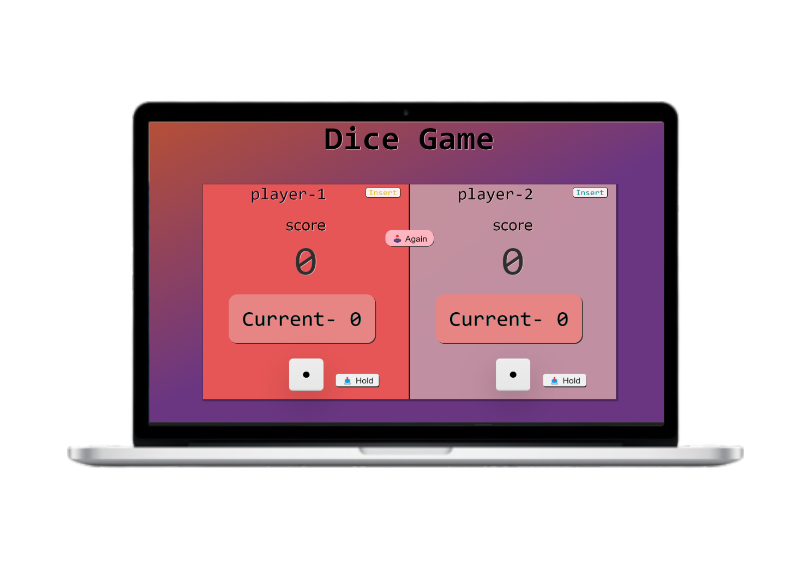 Dice Game
player-1
Insert
score
0
Current- 0
Hold
Again
player-2
Insert
score
0
Current- 0
Hold